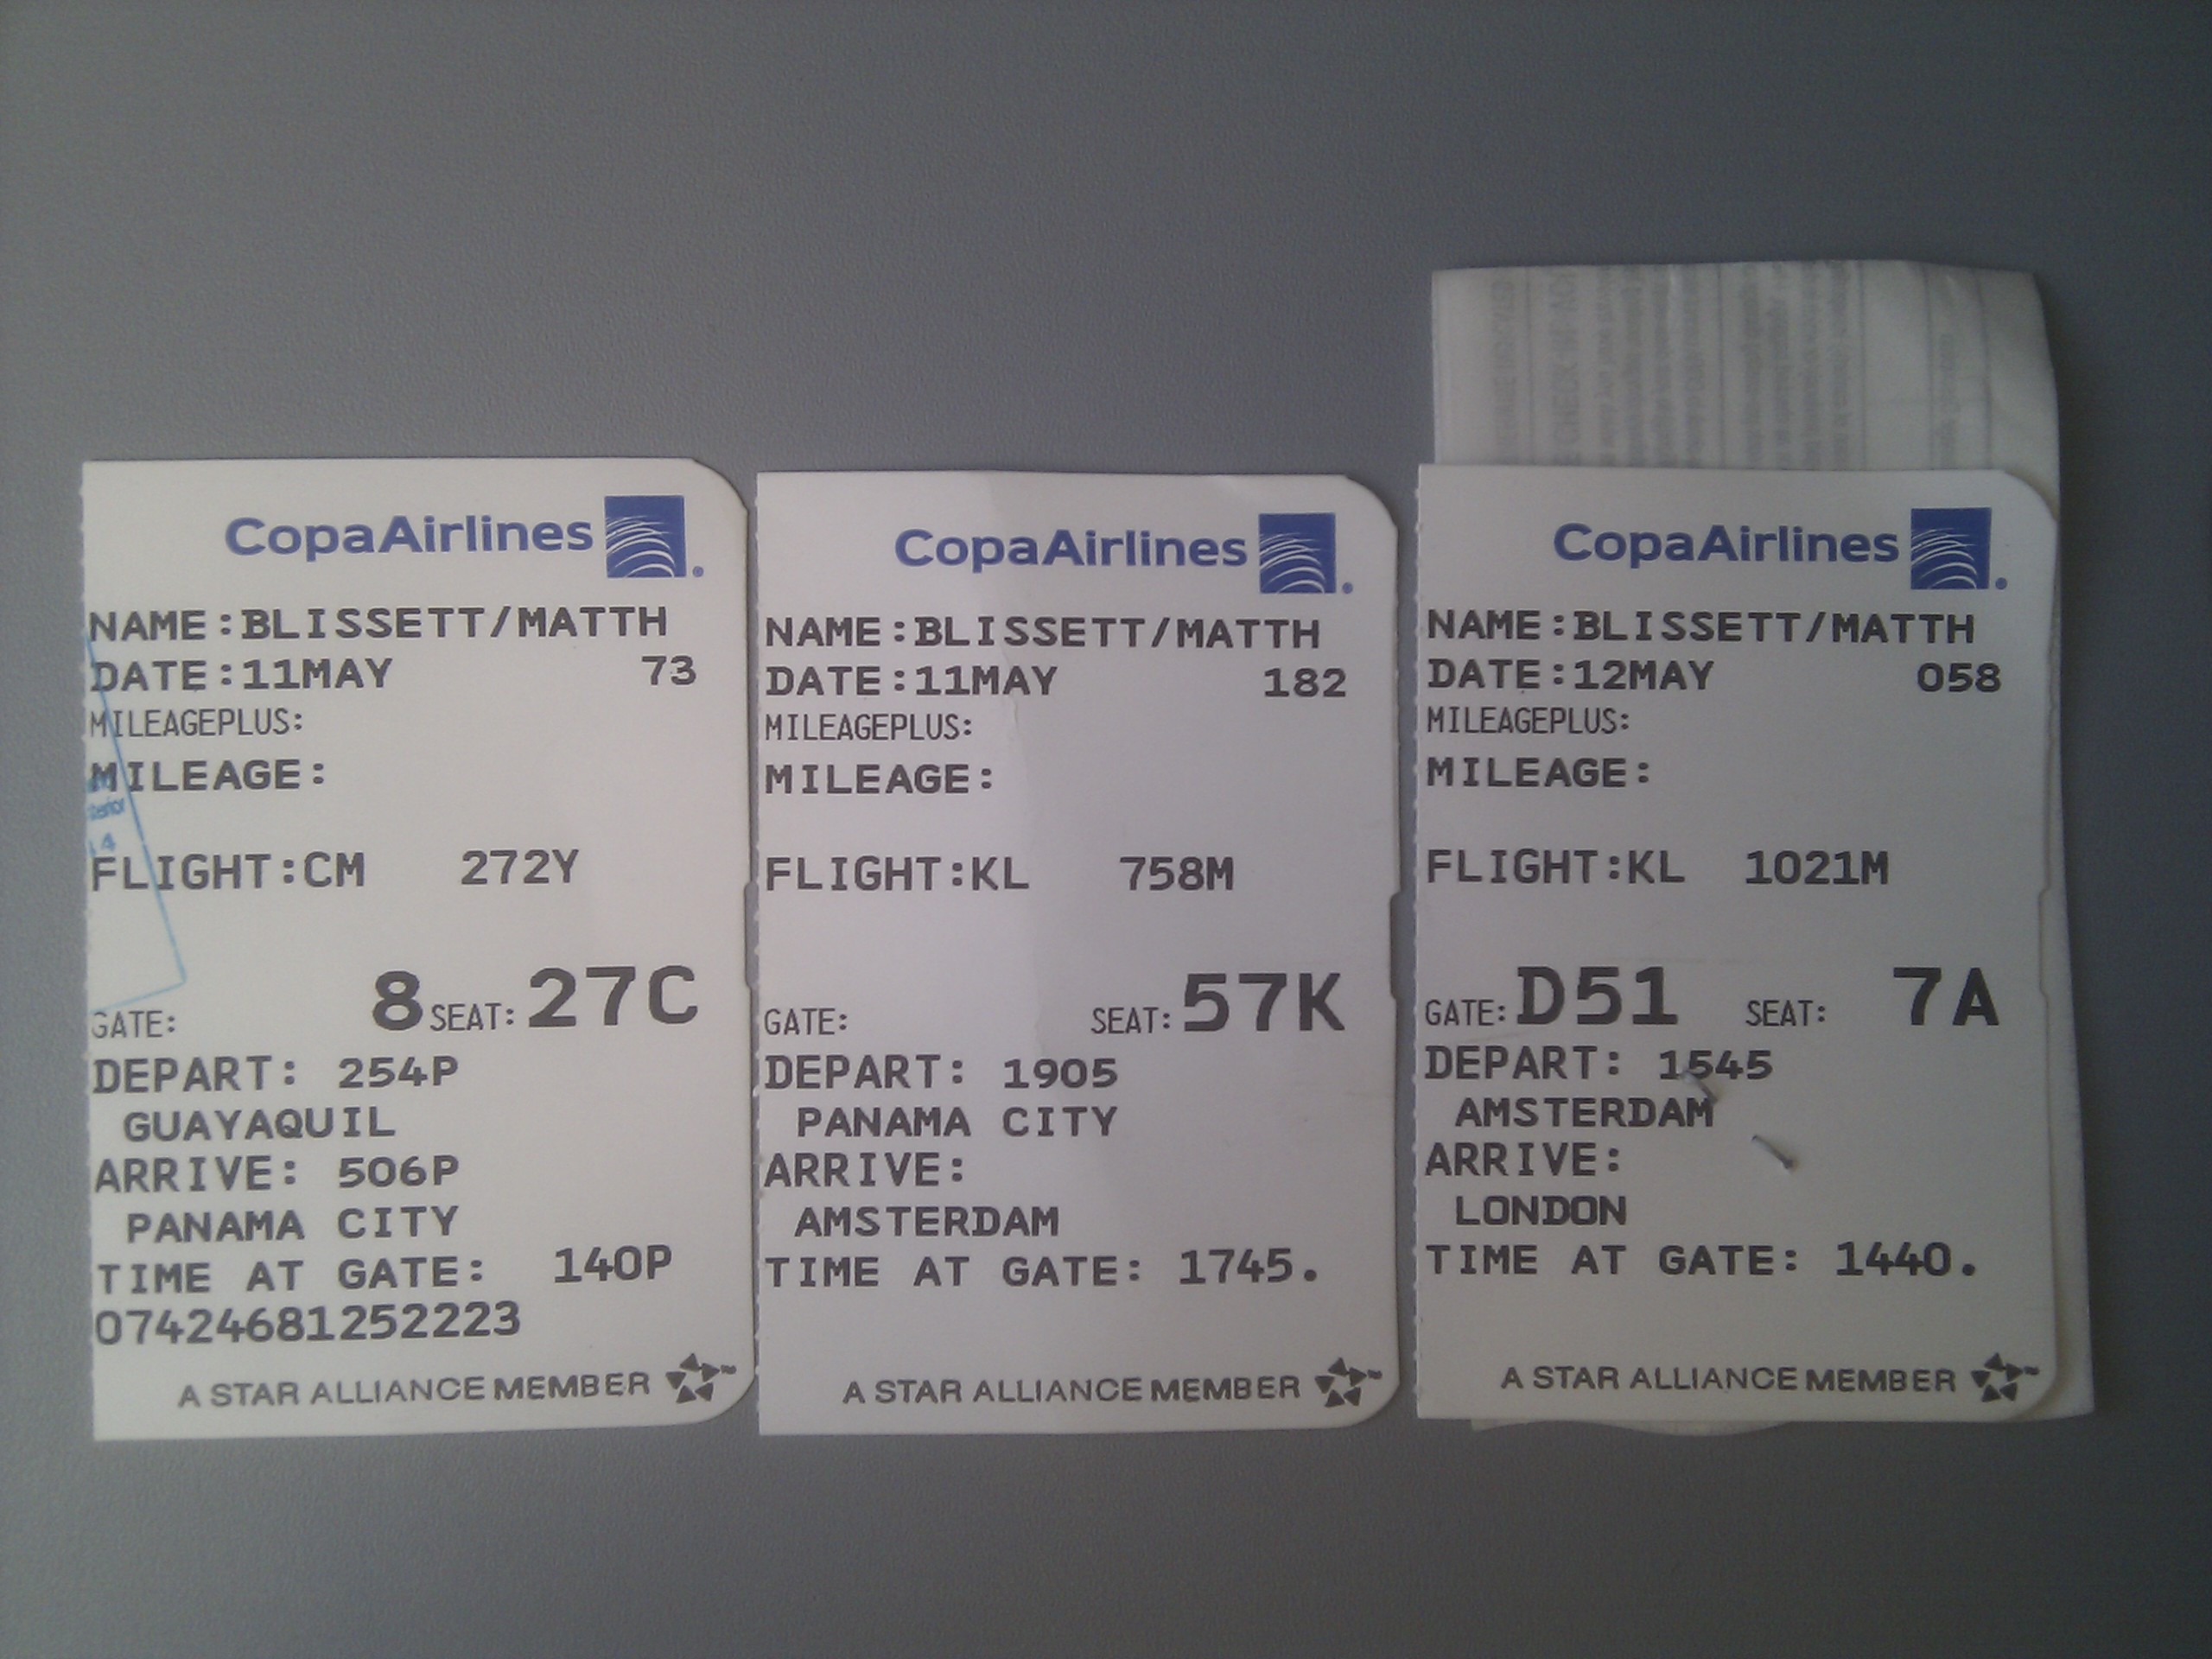 CopaAirlines
NAME:BLISSETT/MATTH
DATE:11MAY 73
MILEAGEPLUS:
MILEAGE:
FLIGHT:CM 272Y
GATE: 8 SEAT: 27C
DEPART: 254P
GUAYAQUIL
ARRIVE: 506P
PANAMA CITY
TIME AT GATE: 140P
07424681252223
A STAR ALLIANCE MEMBER
CopaAirlines
NAME:BLISSETT/MATTH
DATE:11MAY 182
MILEAGEPLUS:
MILEAGE:
FLIGHT:KL 758M
GATE: SEAT: 57K
DEPART: 1905
PANAMA CITY
ARRIVE:
AMSTERDAM
TIME AT GATE: 1745.
A STAR ALLIANCE MEMBER
CopaAirlines
NAME:BLISSETT/MATTH
DATE:12MAY 058
MILEAGEPLUS:
MILEAGE:
FLIGHT:KL 1021M
GATE: D51 SEAT: 7A
DEPART: 1545
AMSTERDAM
ARRIVE:
LONDON
TIME AT GATE: 1440.
A STAR ALLIANCE MEMBER